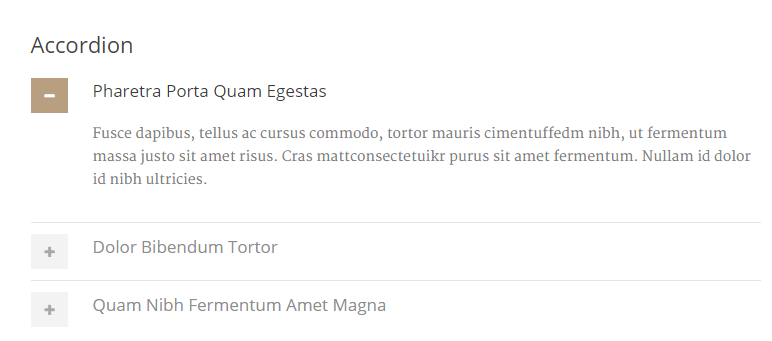 Accordion
Pharetra Porta Quam Egestas
Fusce dapibus, tellus ac cursus commodo, tortor mauris cimentuffedm nibh, ut fermentum
massa justo sit amet risus. Cras mattconsectetuikr purus sit amet fermentum. Nullam id dolor
id nibh ultricies.
Dolor Bibendum Tortor
Quam Nibh Fermentum Amet Magna